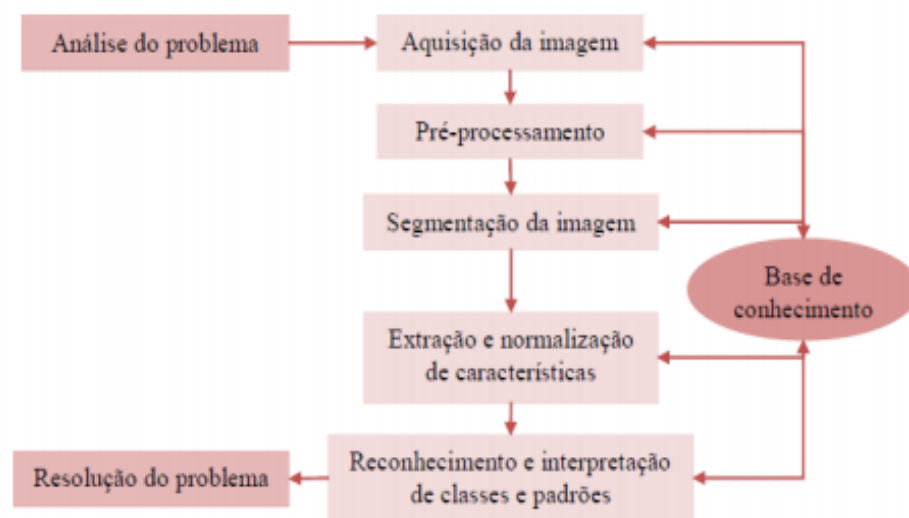 Análise do problema
Aquisição da imagem
Pré-processamento
Segmentação da imagem
Base de
conhecimento
Extração e normalização
de características
Reconhecimento e interpretação
de classes e padrões
Resolução do problema